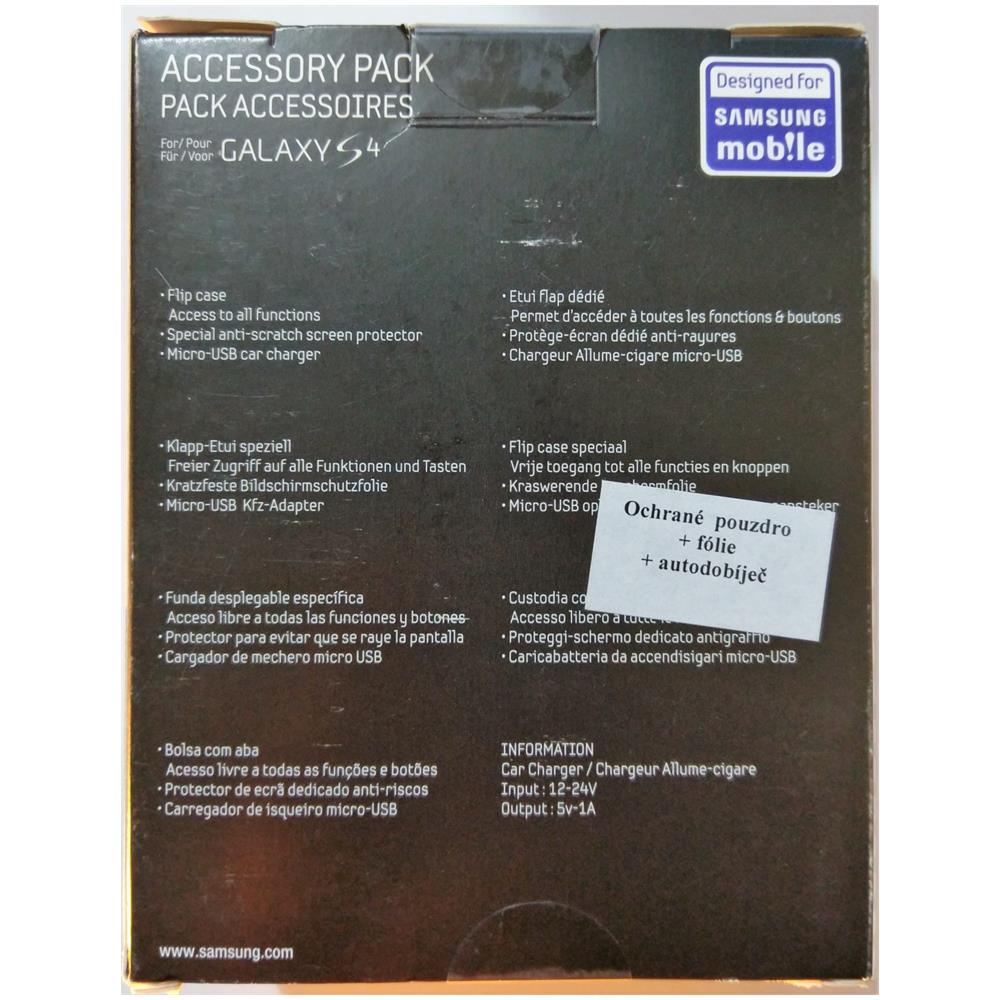 ACCESSORY PACK
PACK ACCESSOIRES
For/ Pour
Für / Voor
GALAXY S4
Designed for
SAMSUNG
mob!le
· Flip case
Access to all functions
· Special anti-scratch screen protector
· Micro-USB car charger
· Etui flap dédié
Permet d'accéder à toutes les fonctions & boutons
· Protège-écran dédié anti-rayures
· Chargeur Allume-cigare micro-USB
· Klapp-Etui speziell
Freier Zugriff auf alle Funktionen und Tasten
· Kratzfeste Bildschirmschutzfolie
· Micro-USB Kfz-Adapter
· Flip case speciaal
Vrije toegang tot alle functies en knoppen
· Kraswerende
· Micro-USB
Ochrané pouzdro
+ fólie
+ autodobíječ
· Funda desplegable específica
Acceso libre a todas las funciones y botones
· Protector para evitar que se raye la pantalla
· Cargador de mechero micro USB
· Custodia
Accesso libero a tutte
· Proteggi-schermo dedicato antigraffio
· Caricabatteria da accendisigari micro-USB
· Bolsa com aba
Acesso livre a todas as funções e botões
· Protector de ecrã dedicado anti-riscos
· Carregador de isqueiro micro-USB
INFORMATION
Car Charger / Chargeur Allume-cigare
Input : 12-24V
Output : 5v-1A
www.samsung.com